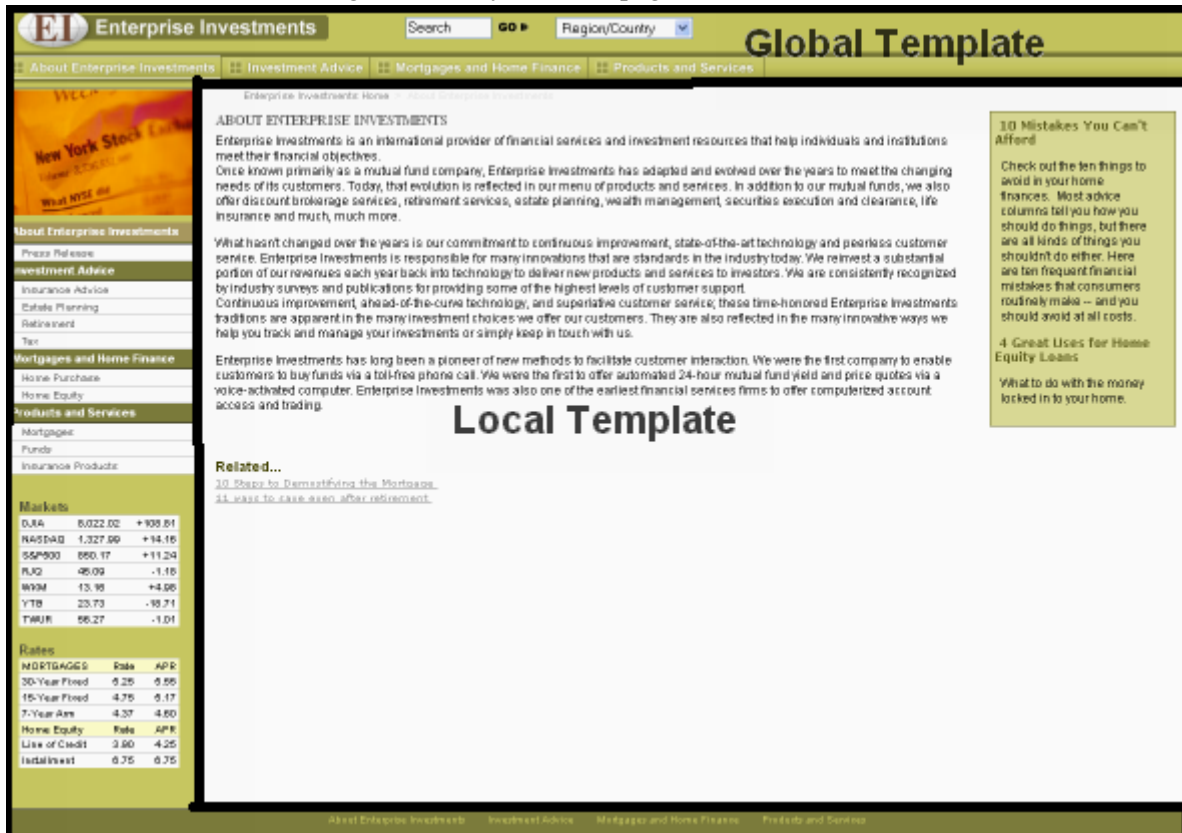 EI Enterprise Investments
Search GO Region/Country
Global Template
About Enterprise Investments Investment Advice Mortgages and Home Finance Products and Services
Enterprise Investments Home > About Enterprise Investments
New York Stock
What NYSE did
About Enterprise Investments
Press Release
Investment Advice
Insurance Advice
Estate Planning
Retirement
Tax
Mortgages and Home Finance
Home Purchase
Home Equity
Products and Services
Mortgages
Funds
Insurance Products
Markets
DJIA 8,022.02 +108.81
NASDAQ 1,327.99 +14.16
S&P500 860.17 +11.24
RJQ 46.09 -1.16
WXM 13.16 +4.96
YTB 23.73 -18.71
TWUR 56.27 -1.01
Rates
MORTGAGES Rate APR
30-Year Fixed 6.25 6.55
15-Year Fixed 4.75 5.17
7-Year Arm 4.37 4.60
Home Equity Rate APR
Line of Credit 3.90 4.25
Installment 6.75 6.75
ABOUT ENTERPRISE INVESTMENTS
Enterprise Investments is an international provider of financial services and investment resources that help individuals and institutions
meet their financial objectives.
Once known primarily as a mutual fund company, Enterprise Investments has adapted and evolved over the years to meet the changing
needs of its customers. Today, that evolution is reflected in our menu of products and services. In addition to our mutual funds, we also
offer discount brokerage services, retirement services, estate planning, wealth management, securities execution and clearance, life
insurance and much, much more.
What hasn't changed over the years is our commitment to continuous improvement, state-of-the-art technology and peerless customer
service. Enterprise Investments is responsible for many innovations that are standards in the industry today. We reinvest a substantial
portion of our revenues each year back into technology to deliver new products and services to investors. We are consistently recognized
by industry surveys and publications for providing some of the highest levels of customer support.
Continuous improvement, ahead-of-the-curve technology, and superlative customer service; these time-honored Enterprise Investments
traditions are apparent in the many investment choices we offer our customers. They are also reflected in the many innovative ways we
help you track and manage your investments or simply keep in touch with us.
Enterprise Investments has long been a pioneer of new methods to facilitate customer interaction. We were the first company to enable
customers to buy funds via a toll-free phone call. We were the first to offer automated 24-hour mutual fund yield and price quotes via a
voice-activated computer. Enterprise Investments was also one of the earliest financial services firms to offer computerized account
access and trading.
Local Template
Related...
10 Steps to Demystifying the Mortgage
11 ways to save even after retirement
10 Mistakes You Can't
Afford
Check out the ten things to
avoid in your home
finances. Most advice
columns tell you how you
should do things, but there
are all kinds of things you
shouldn't do either. Here
are ten frequent financial
mistakes that consumers
routinely make -- and you
should avoid at all costs.
4 Great Uses for Home
Equity Loans
What to do with the money
locked in to your home.
About Enterprise Investments Investment Advice Mortgages and Home Finance Products and Services